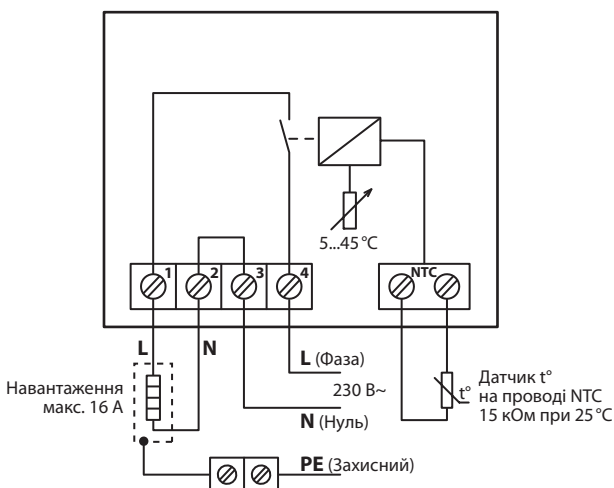 5...45 °C
1
2
3
4
NTC
L
N
L (Фаза)
230 В~
N (Нуль)
Навантаження
макс. 16 А
t°
Датчик t°
на проводі NTC
15 кОм при 25 °C
PE (Захисний)